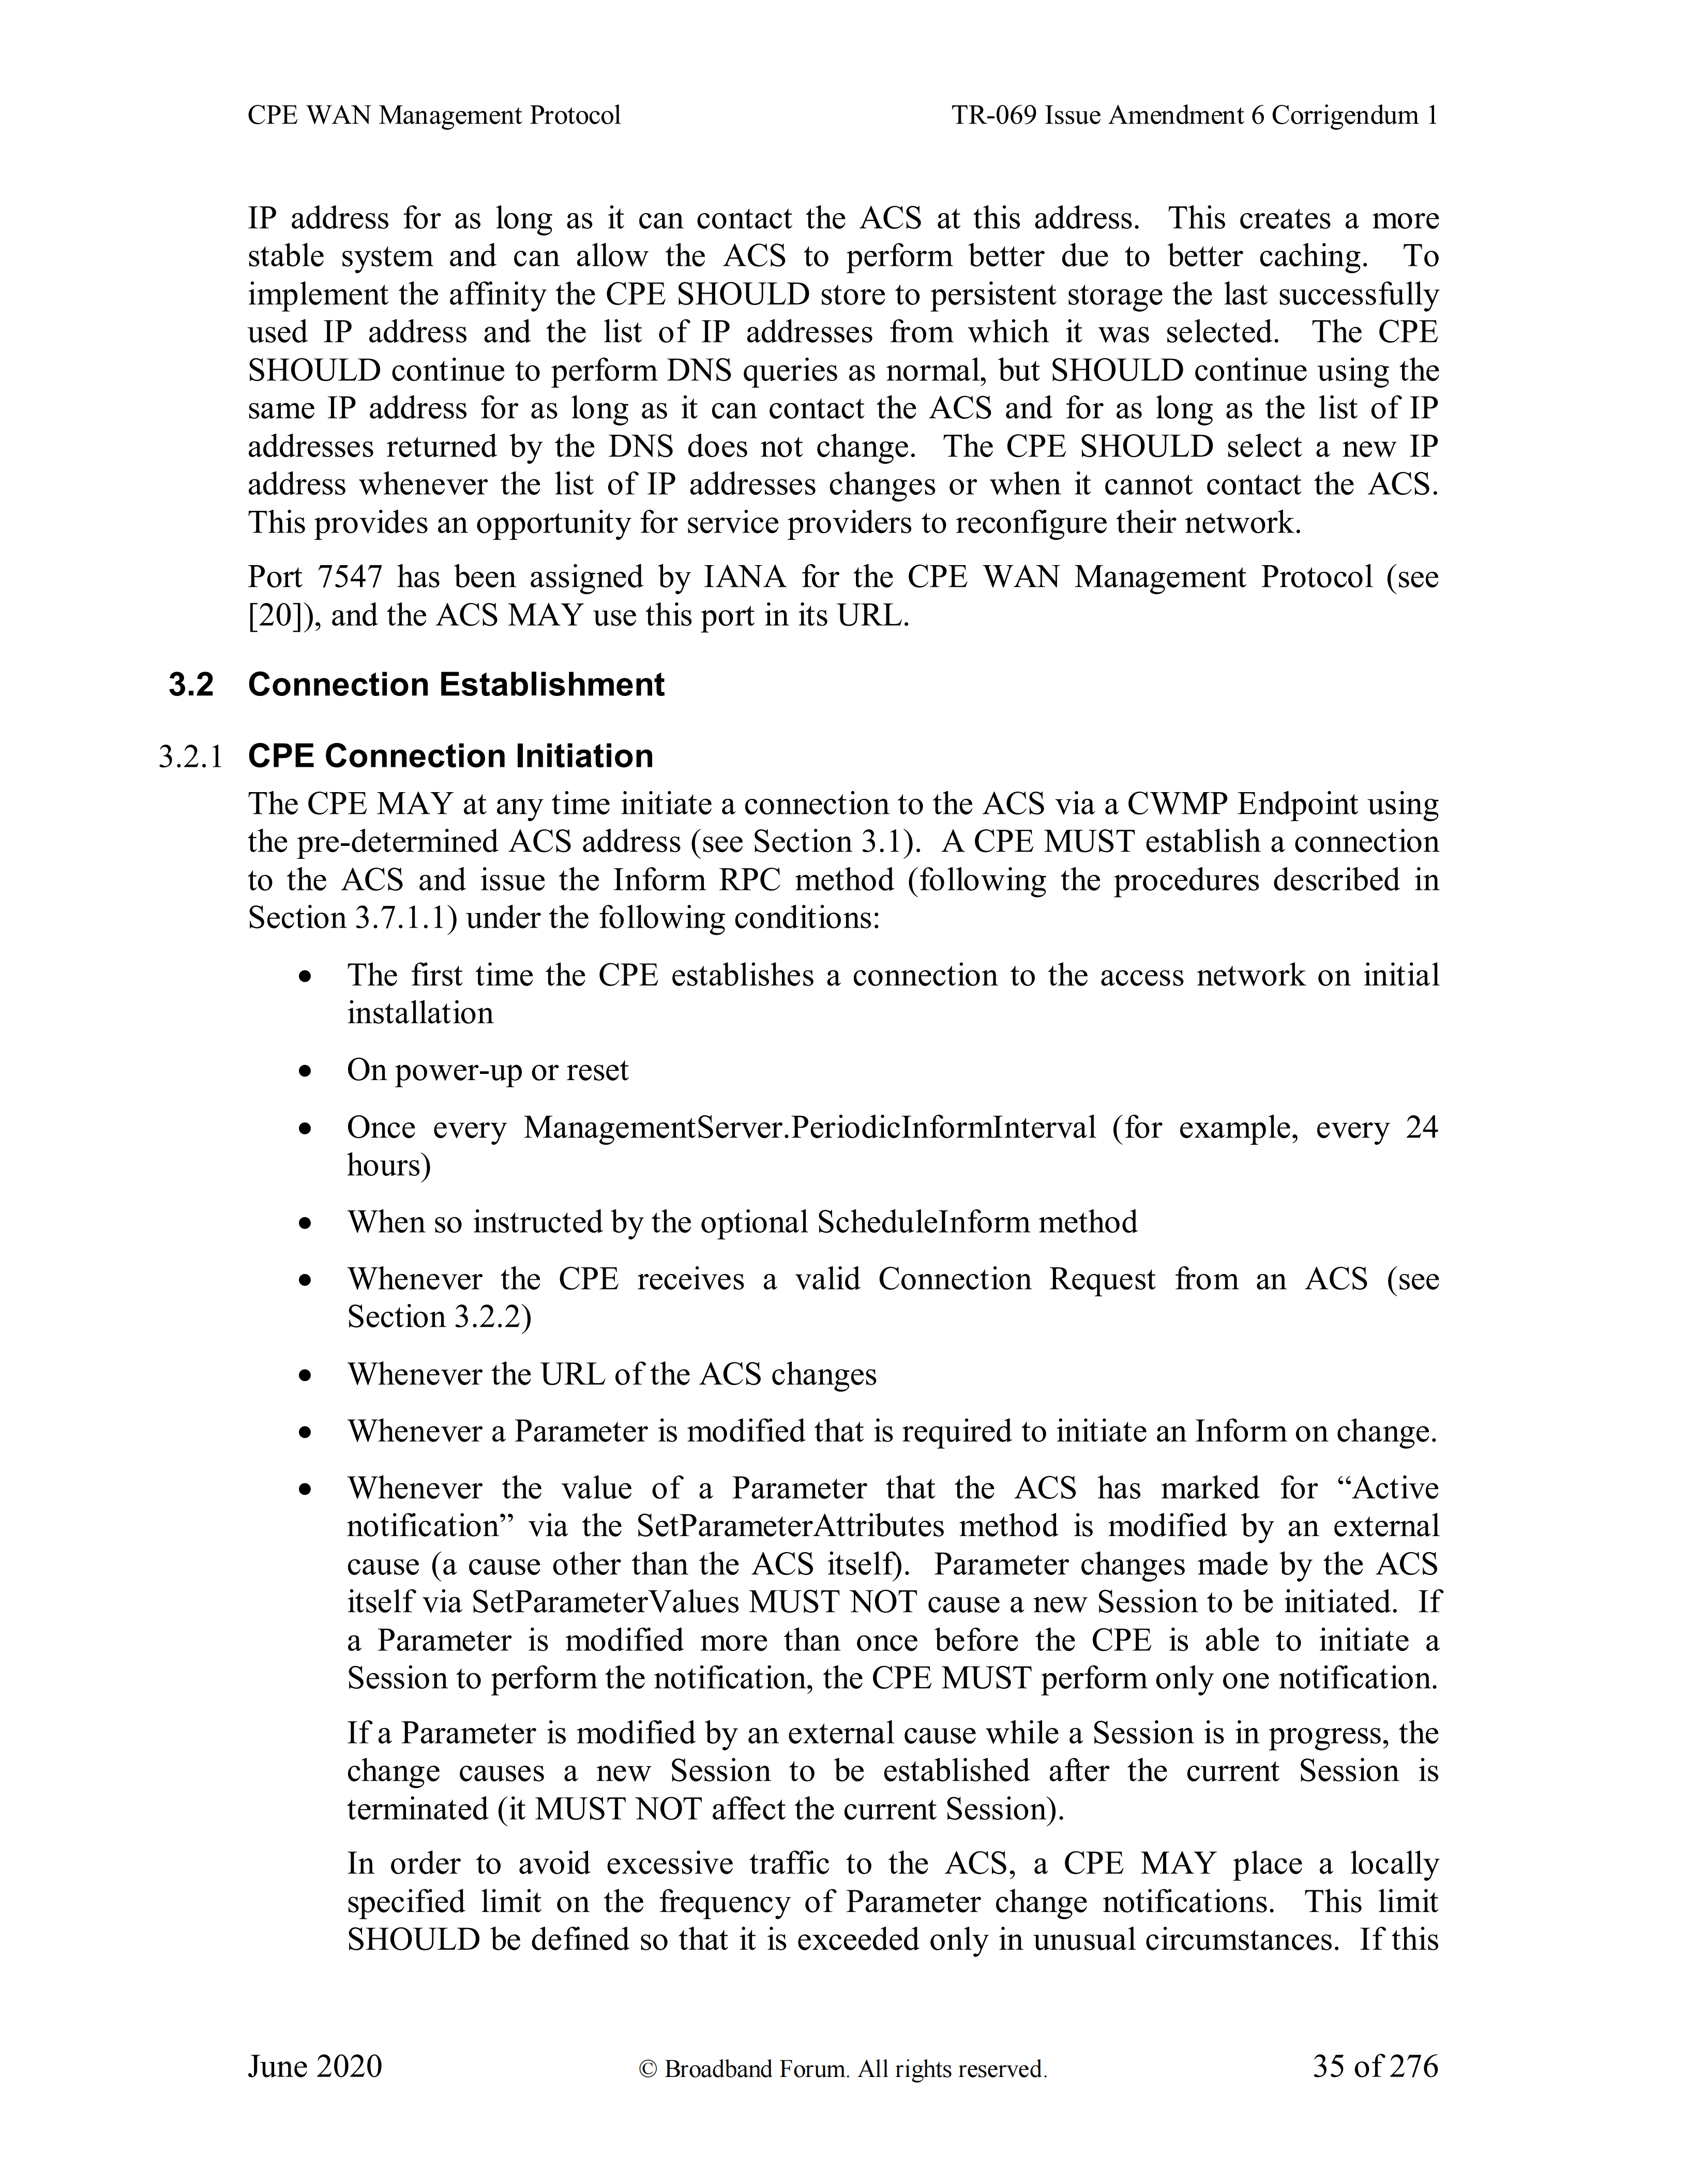 CPE WAN Management Protocol TR-069 Issue Amendment 6 Corrigendum 1
IP address for as long as it can contact the ACS at this address. This creates a more
stable system and can allow the ACS to perform better due to better caching. To
implement the affinity the CPE SHOULD store to persistent storage the last successfully
used IP address and the list of IP addresses from which it was selected. The CPE
SHOULD continue to perform DNS queries as normal, but SHOULD continue using the
same IP address for as long as it can contact the ACS and for as long as the list of IP
addresses returned by the DNS does not change. The CPE SHOULD select a new IP
address whenever the list of IP addresses changes or when it cannot contact the ACS.
This provides an opportunity for service providers to reconfigure their network.
Port 7547 has been assigned by IANA for the CPE WAN Management Protocol (see
[20]), and the ACS MAY use this port in its URL.
3.2 Connection Establishment
3.2.1 CPE Connection Initiation
The CPE MAY at any time initiate a connection to the ACS via a CWMP Endpoint using
the pre-determined ACS address (see Section 3.1). A CPE MUST establish a connection
to the ACS and issue the Inform RPC method (following the procedures described in
Section 3.7.1.1) under the following conditions:
• The first time the CPE establishes a connection to the access network on initial
installation
• On power-up or reset
• Once every ManagementServer.PeriodicInformInterval (for example, every 24
hours)
• When so instructed by the optional ScheduleInform method
• Whenever the CPE receives a valid Connection Request from an ACS (see
Section 3.2.2)
• Whenever the URL of the ACS changes
• Whenever a Parameter is modified that is required to initiate an Inform on change.
• Whenever the value of a Parameter that the ACS has marked for “Active
notification” via the SetParameterAttributes method is modified by an external
cause (a cause other than the ACS itself). Parameter changes made by the ACS
itself via SetParameterValues MUST NOT cause a new Session to be initiated. If
a Parameter is modified more than once before the CPE is able to initiate a
Session to perform the notification, the CPE MUST perform only one notification.
If a Parameter is modified by an external cause while a Session is in progress, the
change causes a new Session to be established after the current Session is
terminated (it MUST NOT affect the current Session).
In order to avoid excessive traffic to the ACS, a CPE MAY place a locally
specified limit on the frequency of Parameter change notifications. This limit
SHOULD be defined so that it is exceeded only in unusual circumstances. If this
June 2020 © Broadband Forum. All rights reserved. 35 of 276